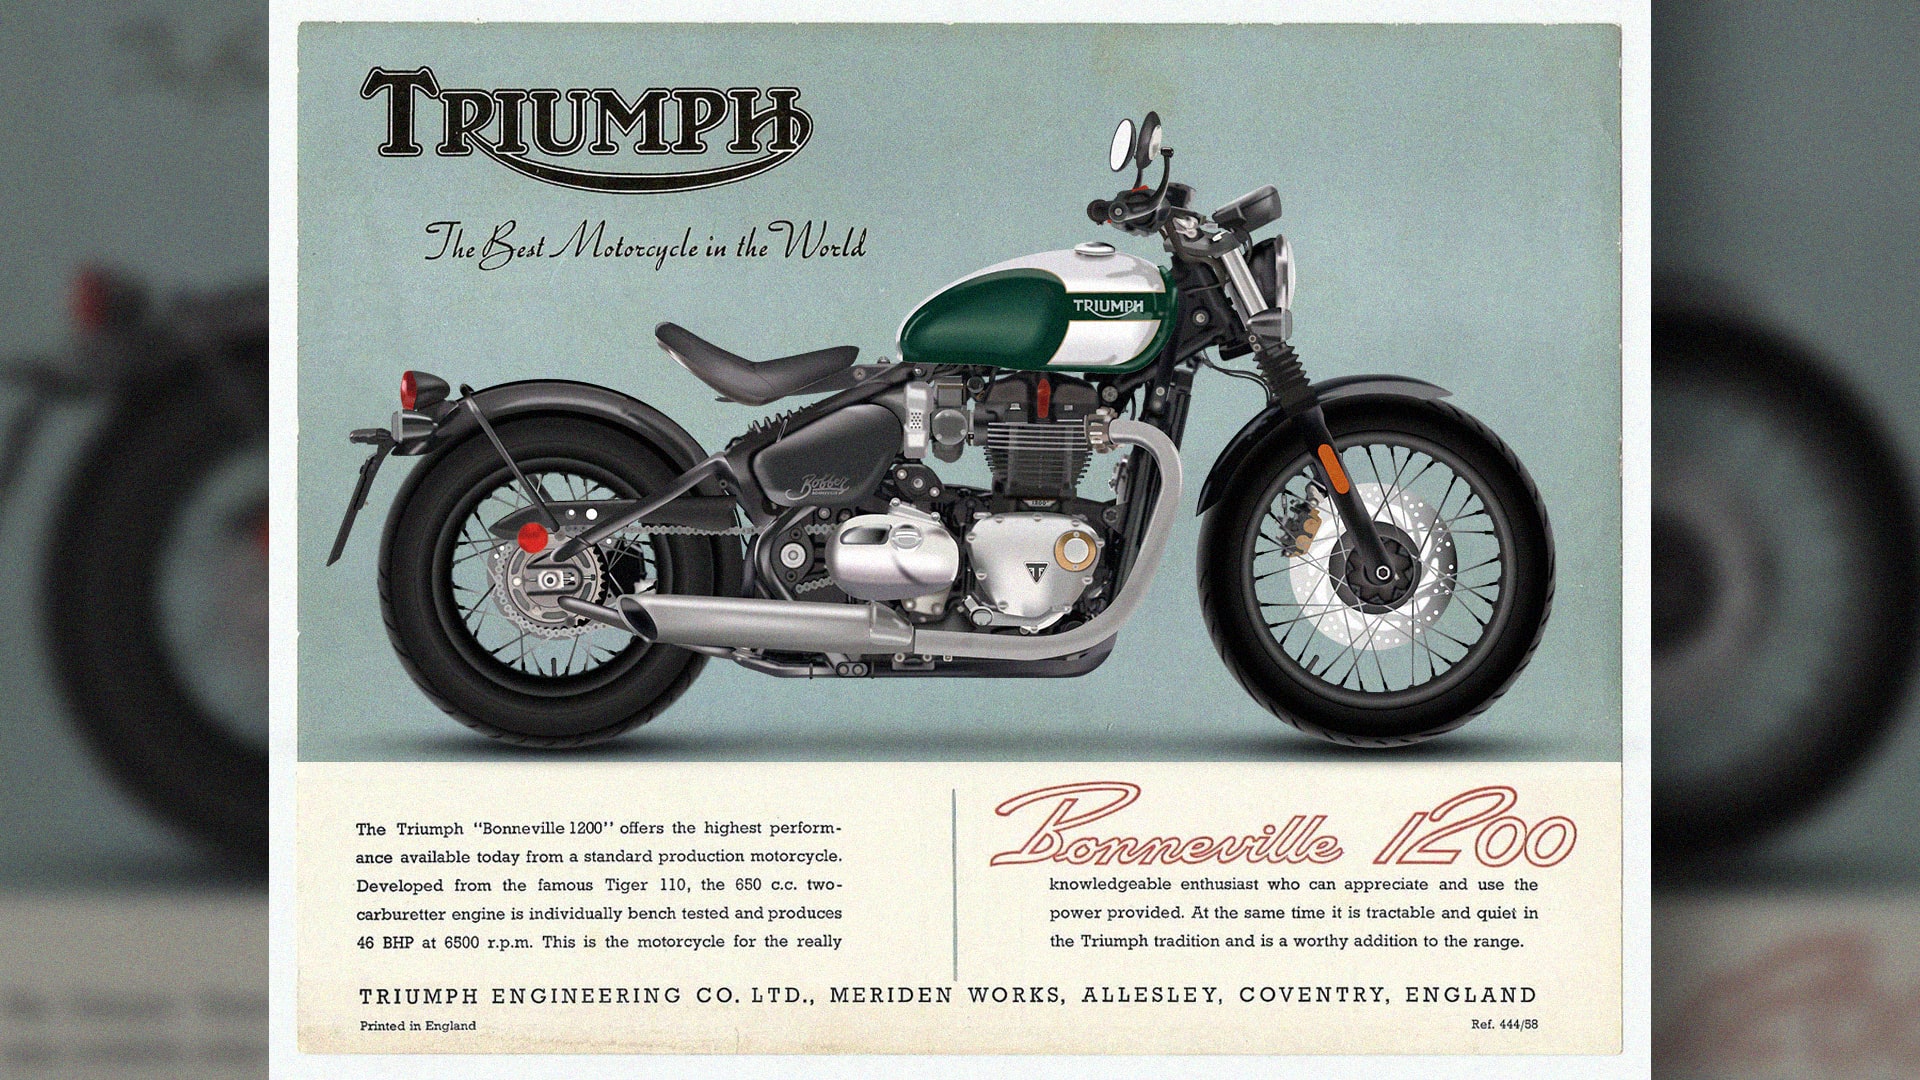 TRIUMPH
The Best Motorcycle in the World
TRIUMPH
Bobber
The Triumph "Bonneville 1200" offers the highest perform-
ance available today from a standard production motorcycle.
Developed from the famous Tiger 110, the 650 c.c. two-
carburetter engine is individually bench tested and produces
46 BHP at 6500 r.p.m. This is the motorcycle for the really
Bonneville 1200
knowledgeable enthusiast who can appreciate and use the
power provided. At the same time it is tractable and quiet in
the Triumph tradition and is a worthy addition to the range.
TRIUMPH ENGINEERING CO. LTD., MERIDEN WORKS, ALLESLEY, COVENTRY, ENGLAND
Printed in England
Ref. 444/58